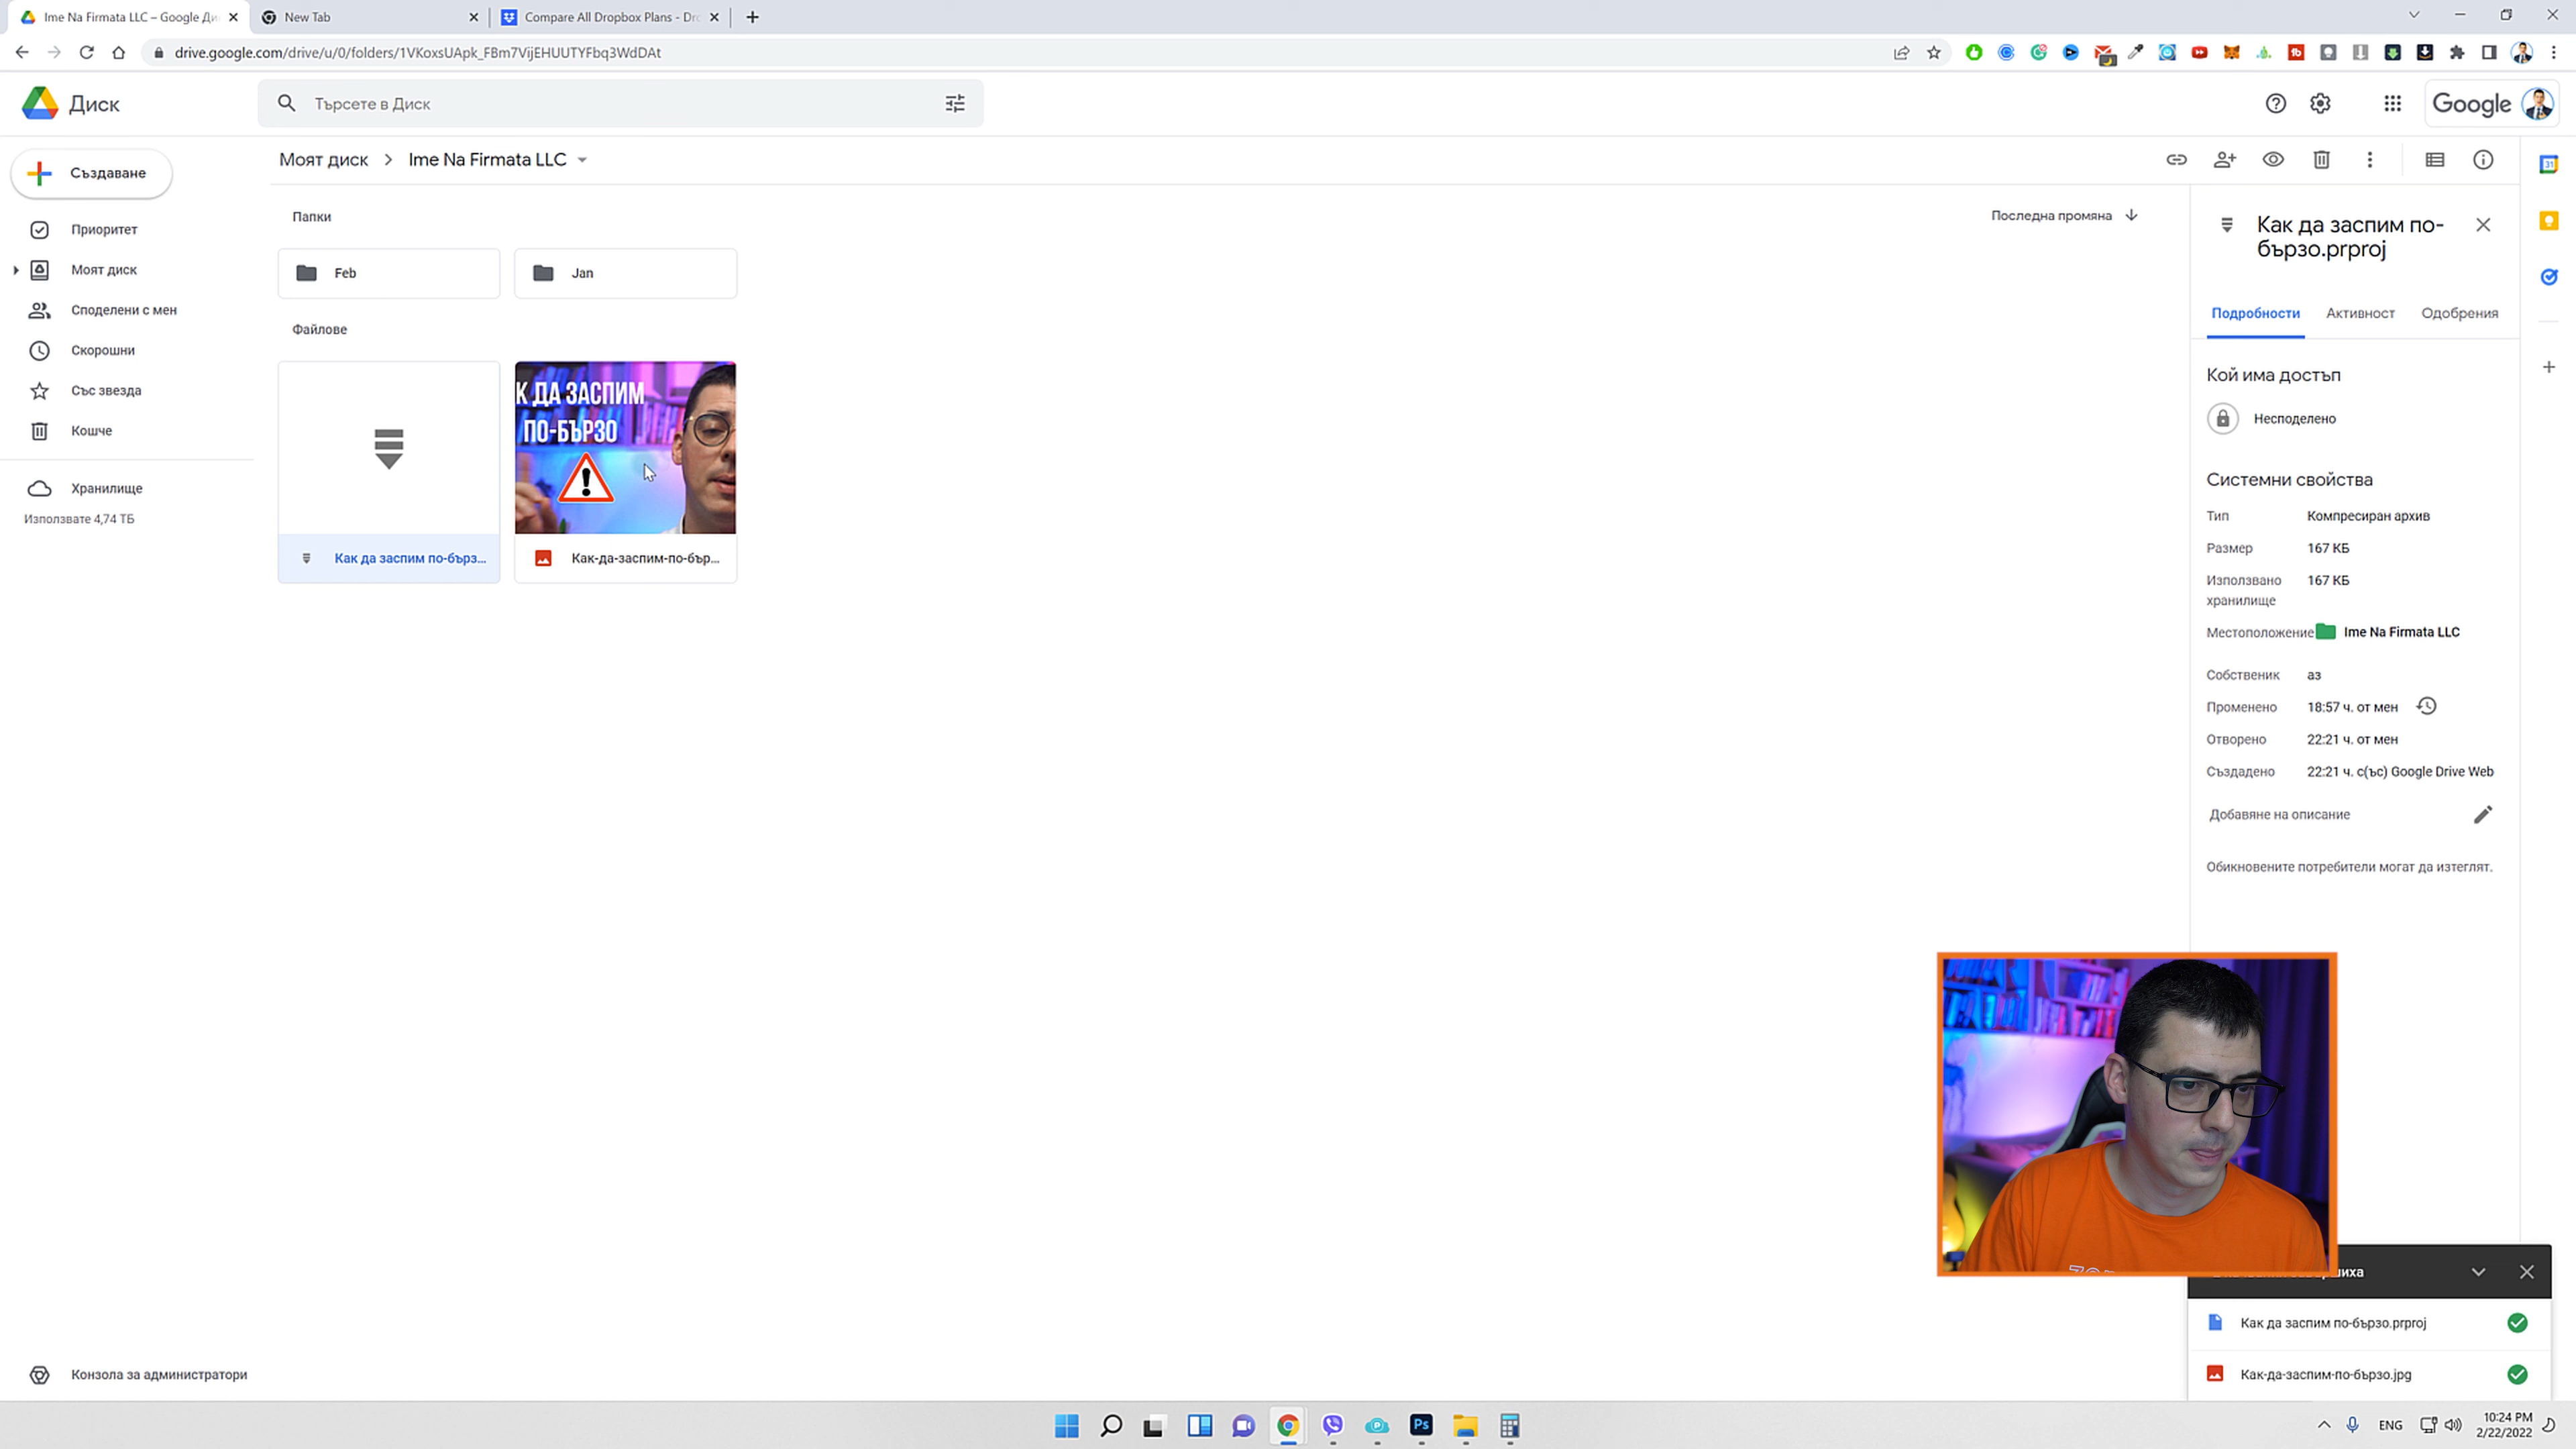 Ime Na Firmata LLC – Google Ди
New Tab
Compare All Dropbox Plans - Dro
drive.google.com/drive/u/0/folders/1VKoxsUApk_FBm7VijEHUUTYFbq3WdDAt
Диск
Търсете в Диск
Google
Създаване
Моят диск
Ime Na Firmata LLC
Приоритет
Моят диск
Споделени с мен
Скорошни
Със звезда
Кошче
Хранилище
Използвате 4,74 ТБ
Конзола за администратори
Папки
Последна промяна
Feb
Jan
Файлове
К ДА ЗАСПИМ
ПО-БЪРЗО
Как да заспим по-бърз...
Как-да-заспим-по-бър...
Как да заспим по-
бързо.prproj
Подробности
Активност
Одобрения
Кой има достъп
Несподелено
Системни свойства
Тип
Компресиран архив
Размер
167 КБ
Използвано
хранилище
167 КБ
Местоположение
Ime Na Firmata LLC
Собственик
аз
Променено
18:57 ч. от мен
Отворено
22:21 ч. от мен
Създадено
22:21 ч. с(ъс) Google Drive Web
Добавяне на описание
Обикновените потребители могат да изтеглят.
Как да заспим по-бързо.prproj
Как-да-заспим-по-бързо.jpg
Ps
ENG
10:24 PM
2/22/2022